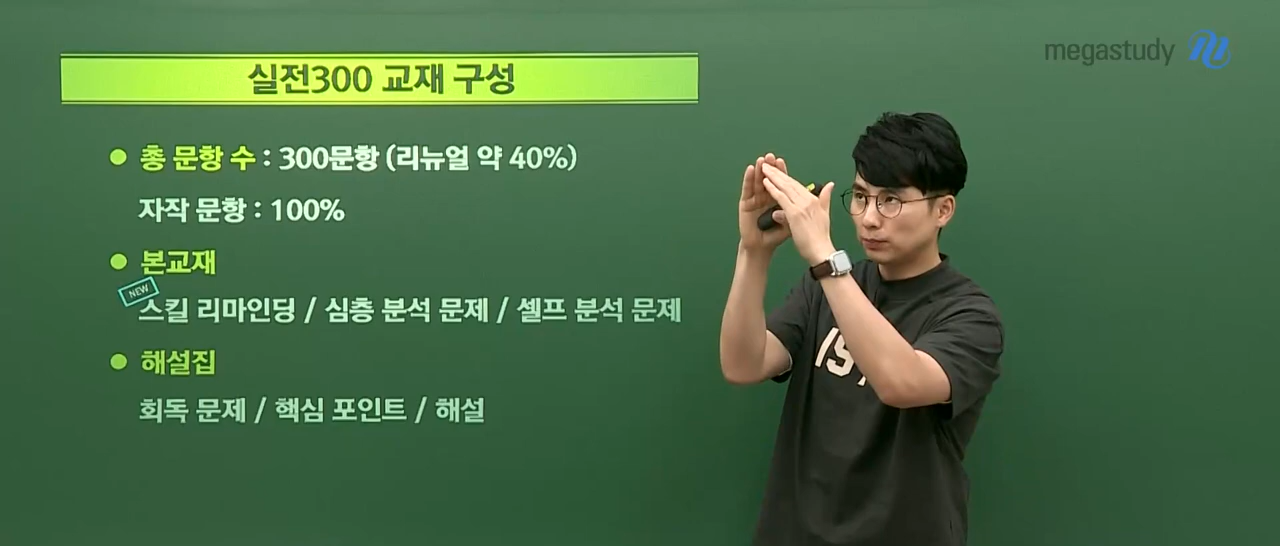 megastudy
실전300 교재 구성
총 문항 수 : 300문항 (리뉴얼 약 40%)
자작 문항 : 100%
본교재
NEW
스킬 리마인딩 / 심층 분석 문제 / 셀프 분석 문제
해설집
회독 문제 / 핵심 포인트 / 해설